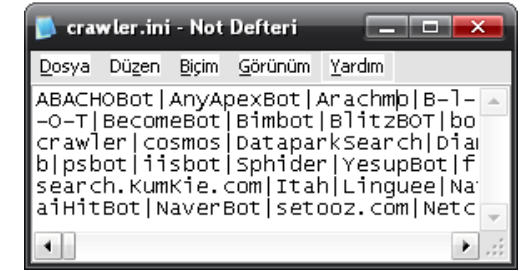 crawler.ini - Not Defteri
Dosya Düzen Biçim Görünüm Yardım
ABACHOBot|AnyApexBot|Arachmo|B-l-
-O-T|BecomeBot|Bimbot|BlitzBOT|bo
crawler|cosmos|DataparkSearch|Diam
b|psbot|iisbot|Sphider|YesupBot|f
search.KumKie.com|Itah|Linguee|Na
aiHitBot|NaverBot|setooz.com|Netc